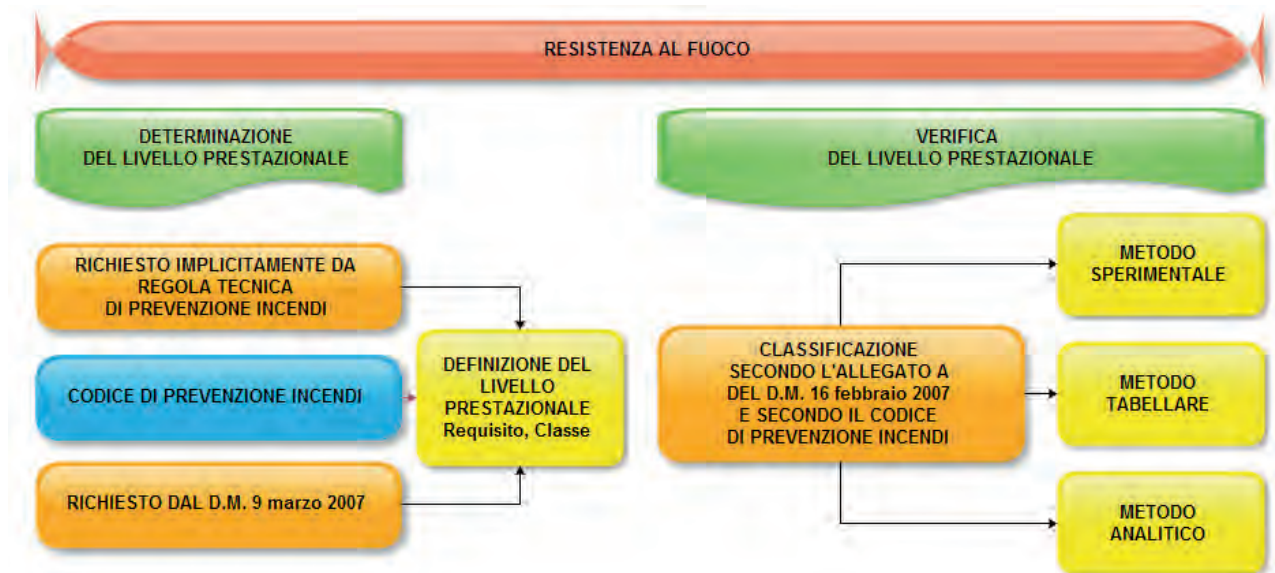 RESISTENZA AL FUOCO
DETERMINAZIONE
DEL LIVELLO PRESTAZIONALE
VERIFICA
DEL LIVELLO PRESTAZIONALE
RICHIESTO IMPLICITAMENTE DA
REGOLA TECNICA
DI PREVENZIONE INCENDI
CODICE DI PREVENZIONE INCENDI
RICHIESTO DAL D.M. 9 marzo 2007
DEFINIZIONE DEL
LIVELLO
PRESTAZIONALE
Requisito, Classe
CLASSIFICAZIONE
SECONDO L'ALLEGATO A
DEL D.M. 16 febbraio 2007
E SECONDO IL CODICE
DI PREVENZIONE INCENDI
METODO
SPERIMENTALE
METODO
TABELLARE
METODO
ANALITICO